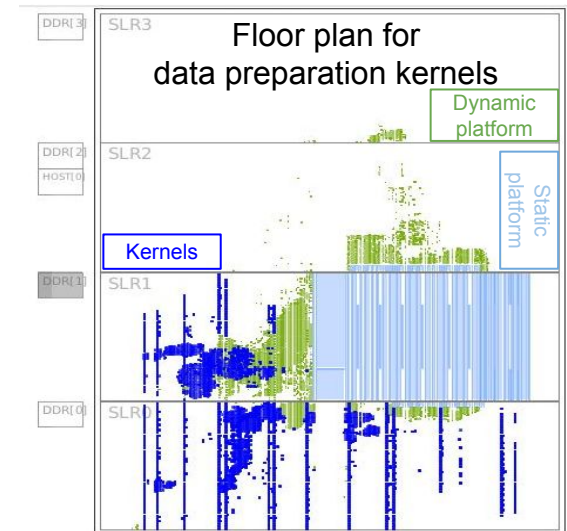 DDR[3]
SLR3
Floor plan for
data preparation kernels
Dynamic
platform
DDR[2]
SLR2
HOST[0]
Static
platform
Kernels
DDR[1]
SLR1
DDR[0]
SLR0